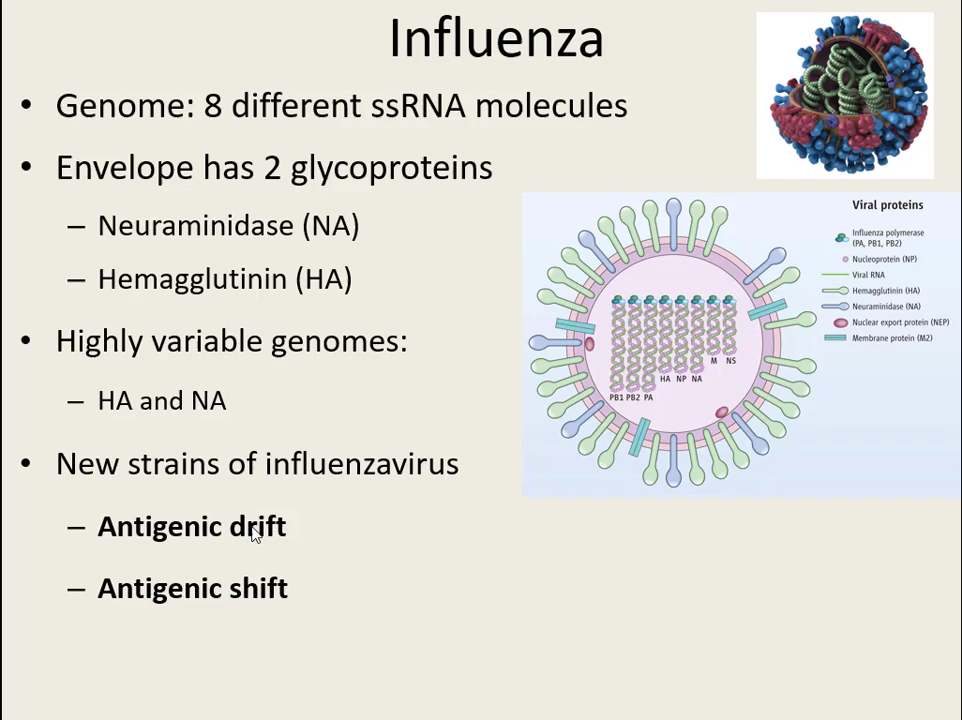 Influenza
• Genome: 8 different ssRNA molecules
• Envelope has 2 glycoproteins
– Neuraminidase (NA)
– Hemagglutinin (HA)
• Highly variable genomes:
– HA and NA
• New strains of influenzavirus
– Antigenic drift
– Antigenic shift
Viral proteins
Influenza polymerase
(PA, PB1, PB2)
Nucleoprotein (NP)
Viral RNA
Hemagglutinin (HA)
Neuraminidase (NA)
Nuclear export protein (NEP)
Membrane protein (M2)
M NS
HA NP NA
PB1 PB2 PA